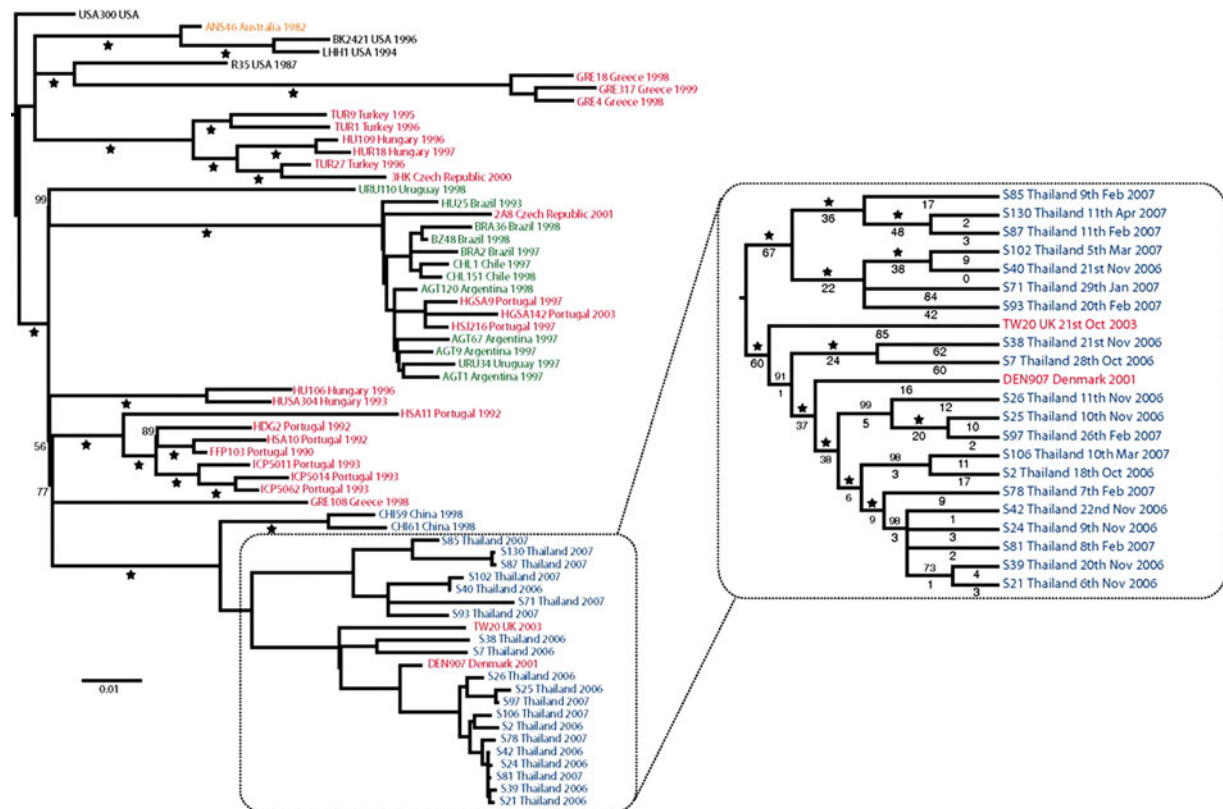 USA300 USA
ANS46 Australia 1982
BK2421 USA 1996
LHH1 USA 1994
R35 USA 1987
GRE18 Greece 1998
GRE317 Greece 1999
GRE4 Greece 1998
TUR9 Turkey 1995
TUR1 Turkey 1996
HU109 Hungary 1996
HUR18 Hungary 1997
TUR27 Turkey 1996
3HK Czech Republic 2000
99
URU110 Uruguay 1998
HU25 Brazil 1993
2A8 Czech Republic 2001
BRA36 Brazil 1998
BZ48 Brazil 1998
BRA2 Brazil 1997
CHL1 Chile 1997
CHL151 Chile 1998
AGT120 Argentina 1998
HGSA9 Portugal 1997
HGSA142 Portugal 2003
HSJ216 Portugal 1997
AGT67 Argentina 1997
AGT9 Argentina 1997
URU34 Uruguay 1997
AGT1 Argentina 1997
HU106 Hungary 1996
HUSA304 Hungary 1993
HSA11 Portugal 1992
HDG2 Portugal 1992
89
HSA10 Portugal 1992
56
FFP103 Portugal 1990
ICP5011 Portugal 1993
ICP5014 Portugal 1993
ICP5062 Portugal 1993
77
GRE108 Greece 1998
CHI59 China 1998
CHI61 China 1998
S85 Thailand 2007
S130 Thailand 2007
S87 Thailand 2007
S102 Thailand 2007
S40 Thailand 2006
S71 Thailand 2007
S93 Thailand 2007
TW20 UK 2003
S38 Thailand 2006
S7 Thailand 2006
DEN907 Denmark 2001
S26 Thailand 2006
S25 Thailand 2006
S97 Thailand 2007
S106 Thailand 2007
S2 Thailand 2006
S78 Thailand 2007
S42 Thailand 2006
S24 Thailand 2006
S81 Thailand 2007
S39 Thailand 2006
S21 Thailand 2006
0.01
S85 Thailand 9th Feb 2007
17
36
S130 Thailand 11th Apr 2007
2
48
S87 Thailand 11th Feb 2007
3
67
S102 Thailand 5th Mar 2007
9
38
S40 Thailand 21st Nov 2006
0
22
S71 Thailand 29th Jan 2007
84
S93 Thailand 20th Feb 2007
42
TW20 UK 21st Oct 2003
85
S38 Thailand 21st Nov 2006
62
60
24
S7 Thailand 28th Oct 2006
60
91
1
DEN907 Denmark 2001
16
S26 Thailand 11th Nov 2006
99
12
5
S25 Thailand 10th Nov 2006
37
10
20
S97 Thailand 26th Feb 2007
2
38
S106 Thailand 10th Mar 2007
98
11
3
S2 Thailand 18th Oct 2006
17
6
S78 Thailand 7th Feb 2007
9
S42 Thailand 22nd Nov 2006
9
1
98
S24 Thailand 9th Nov 2006
3
3
S81 Thailand 8th Feb 2007
2
73
S39 Thailand 20th Nov 2006
4
1
S21 Thailand 6th Nov 2006
3